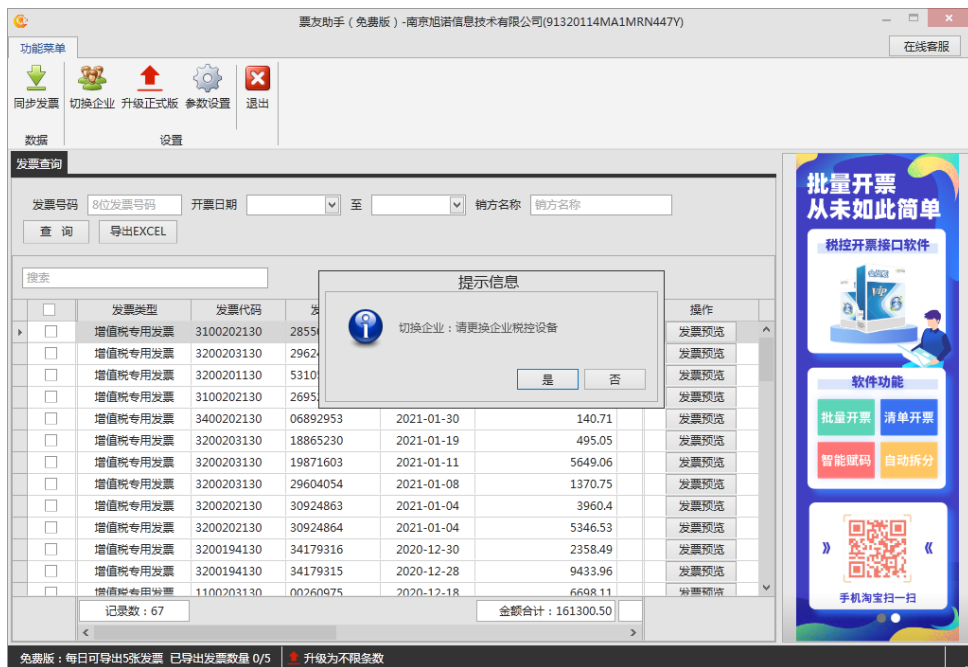 票友助手（免费版）-南京旭诺信息技术有限公司(91320114MA1MRN447Y)
功能菜单
在线客服
同步发票 切换企业 升级正式版 参数设置 退出
数据 设置
发票查询
发票号码 8位发票号码 开票日期 至 销方名称 销方名称
查 询 导出EXCEL
搜索
提示信息
切换企业：请更换企业税控设备
是 否
发票类型 发票代码 操作
增值税专用发票 3100202130 发票预览
增值税专用发票 3200203130 发票预览
增值税专用发票 3200201130 发票预览
增值税专用发票 3100202130 发票预览
增值税专用发票 3400202130 06892953 2021-01-30 140.71 发票预览
增值税专用发票 3200203130 18865230 2021-01-19 495.05 发票预览
增值税专用发票 3200203130 19871603 2021-01-11 5649.06 发票预览
增值税专用发票 3200203130 29604054 2021-01-08 1370.75 发票预览
增值税专用发票 3200202130 30924863 2021-01-04 3960.4 发票预览
增值税专用发票 3200202130 30924864 2021-01-04 5346.53 发票预览
增值税专用发票 3200194130 34179316 2020-12-30 2358.49 发票预览
增值税专用发票 3200194130 34179315 2020-12-28 9433.96 发票预览
增值税专用发票 1100203130 00260975 2020-12-18 6698.11 发票预览
记录数：67 金额合计：161300.50
批量开票
从未如此简单
税控开票接口软件
VIP
软件功能
批量开票 清单开票
智能赋码 自动拆分
手机淘宝扫一扫
免费版：每日可导出5张发票 已导出发票数量 0/5 升级为不限条数